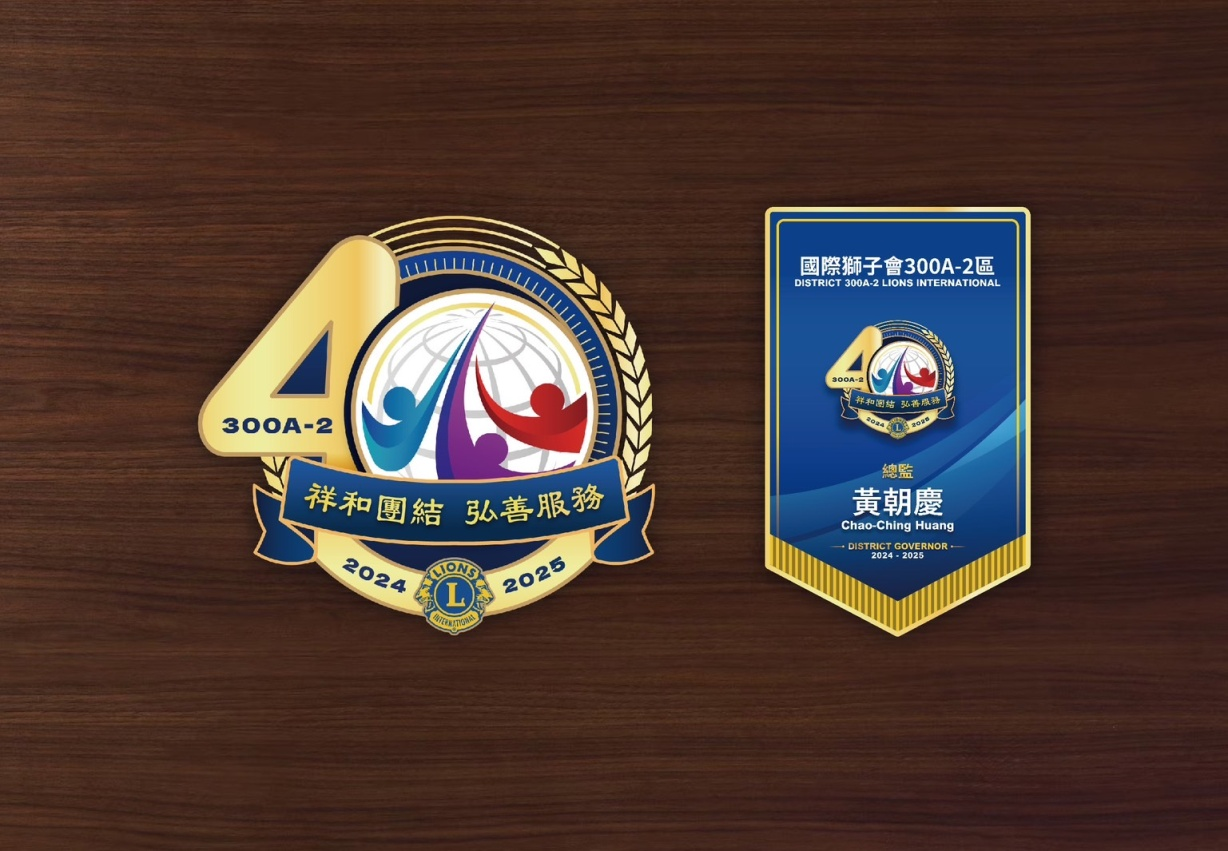 300A-2
祥和團結 弘善服務
2024 2025
LIONS
L
INTERNATIONAL
國際獅子會300A-2區
DISTRICT 300A-2 LIONS INTERNATIONAL
300A-2
祥和團結 弘善服務
2024 2025
L
總監
黃朝慶
Chao-Ching Huang
DISTRICT GOVERNOR
2024 - 2025